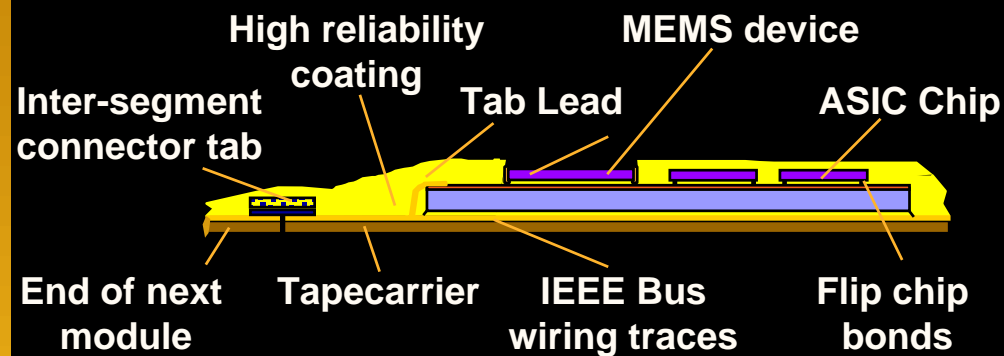 High reliability
coating
MEMS device
Inter-segment
connector tab
Tab Lead
ASIC Chip
End of next
module
Tapecarrier
IEEE Bus
wiring traces
Flip chip
bonds